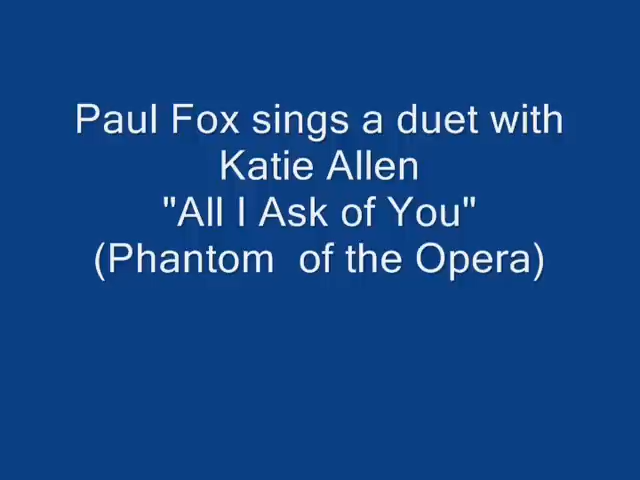 Paul Fox sings a duet with
Katie Allen
"All I Ask of You"
(Phantom  of the Opera)